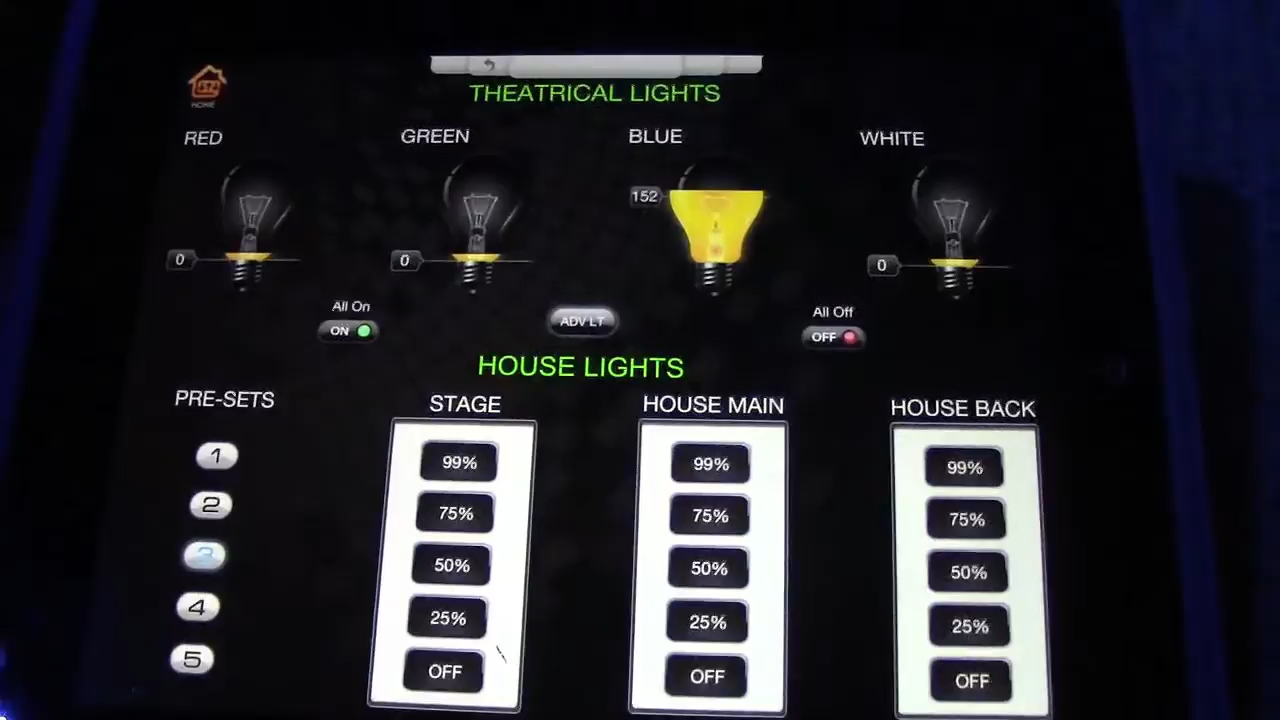 HOME
THEATRICAL LIGHTS
RED
GREEN
BLUE
WHITE
152
0
0
0
All On
ON
ADV LT
All Off
OFF
HOUSE LIGHTS
PRE-SETS
1
2
3
4
5
STAGE
99%
75%
50%
25%
OFF
HOUSE MAIN
99%
75%
50%
25%
OFF
HOUSE BACK
99%
75%
50%
25%
OFF